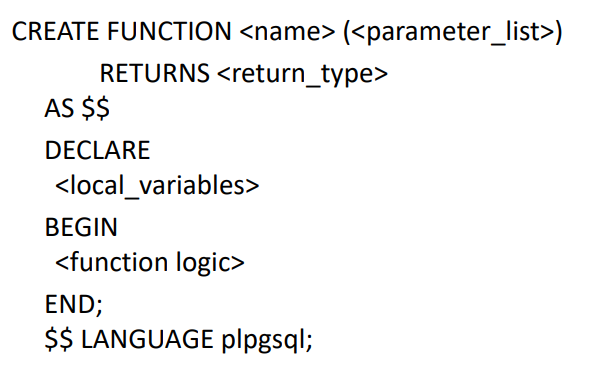 CREATE FUNCTION <name> (<parameter_list>)
RETURNS <return_type>
AS $$
DECLARE
<local_variables>
BEGIN
<function logic>
END;
$$ LANGUAGE plpgsql;